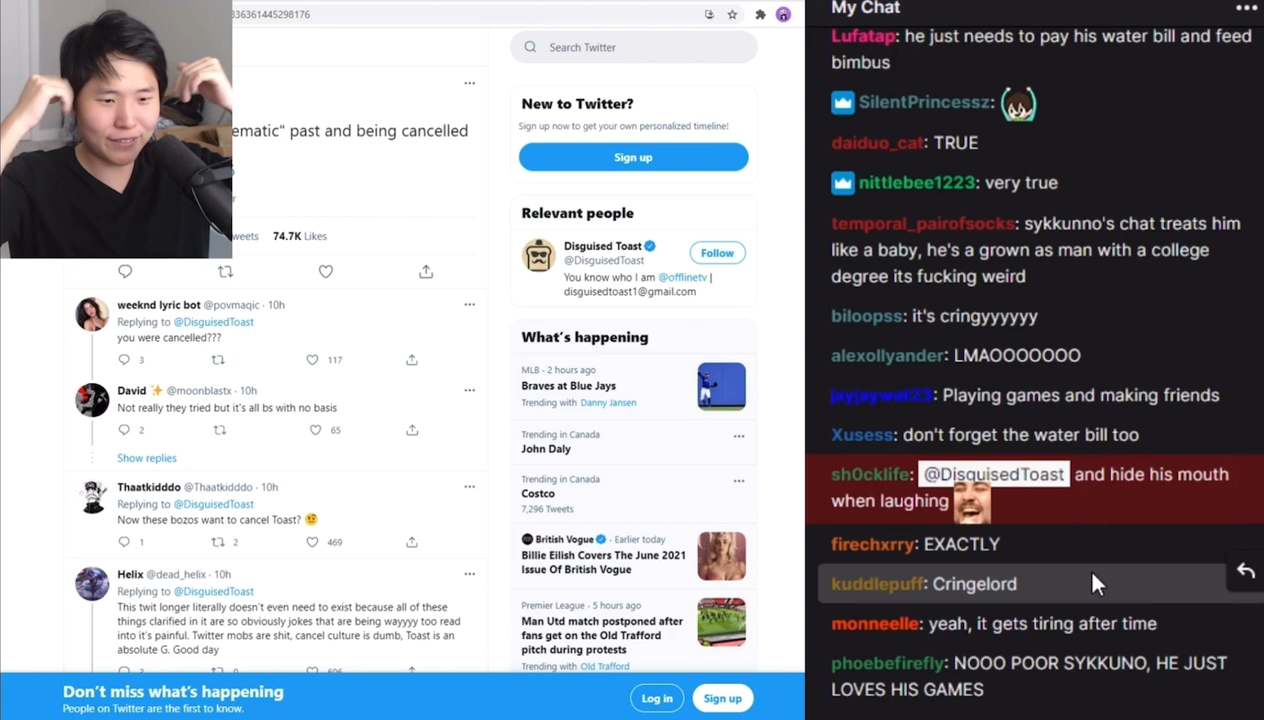 36361445298176
ematic" past and being cancelled
weets 74.7K Likes
weeknd lyric bot @povmagic · 10h
Replying to @DisguisedToast
you were cancelled???
3 117
David ✨ @moonblastx · 10h
Not really they tried but it's all bs with no basis
2 65
Show replies
Thaatkidddo @Thaatkidddo · 10h
Replying to @DisguisedToast
Now these bozos want to cancel Toast? 🤨
1 2 469
Helix @dead_helix · 10h
Replying to @DisguisedToast
This twit longer literally doesn't even need to exist because all of these
things clarified in it are so obviously jokes that are being wayyyy too read
into it's painful. Twitter mobs are shit, cancel culture is dumb, Toast is an
absolute G. Good day
Search Twitter
New to Twitter?
Sign up now to get your own personalized timeline!
Sign up
Relevant people
Disguised Toast
@DisguisedToast
Follow
You know who I am @offlinetv |
disguisedtoast1@gmail.com
What's happening
MLB · 2 hours ago
Braves at Blue Jays
Trending with Danny Jansen
Trending in Canada
John Daly
Trending in Canada
Costco
7,296 Tweets
British Vogue · Earlier today
Billie Eilish Covers The June 2021
Issue Of British Vogue
Premier League · 5 hours ago
Man Utd match postponed after
fans get on the Old Trafford
pitch during protests
Trending with Old Trafford
Don't miss what's happening
People on Twitter are the first to know.
Log in
Sign up
My Chat
Lufatap: he just needs to pay his water bill and feed
bimbus
SilentPrincessz:
daiduo_cat: TRUE
nittlebee1223: very true
temporal_pairofsocks: sykkunno's chat treats him
like a baby, he's a grown as man with a college
degree its fucking weird
biloopss: it's cringyyyyyy
alexollyander: LMAOOOOOOO
jayjaywat23: Playing games and making friends
Xusess: don't forget the water bill too
sh0cklife: @DisguisedToast and hide his mouth
when laughing
firechxrry: EXACTLY
kuddlepuff: Cringelord
monneelle: yeah, it gets tiring after time
phoebefirefly: NOOO POOR SYKKUNO, HE JUST
LOVES HIS GAMES